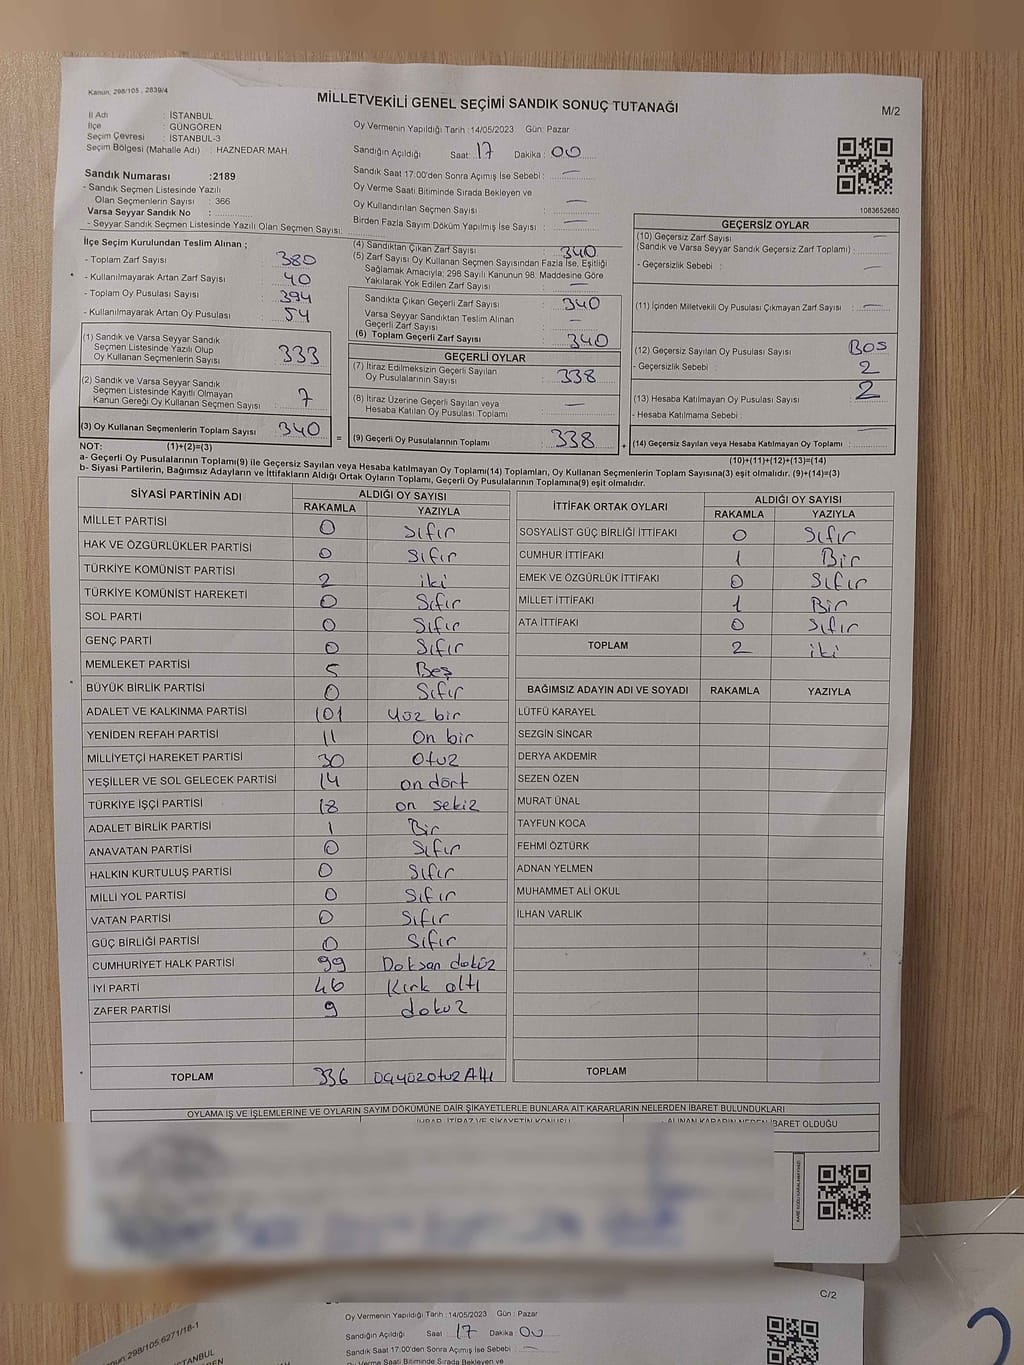 Kanun, 298/105 , 2839/4
MİLLETVEKİLİ GENEL SEÇİMİ SANDIK SONUÇ TUTANAĞI
M/2
İl Adı : İSTANBUL
İlçe : GÜNGÖREN
Seçim Çevresi : İSTANBUL-3
Seçim Bölgesi (Mahalle Adı) : HAZNEDAR MAH.
Sandık Numarası :2189
- Sandık Seçmen Listesinde Yazılı
Olan Seçmenlerin Sayısı : 366
Varsa Seyyar Sandık No :
- Seyyar Sandık Seçmen Listesinde Yazılı Olan Seçmen Sayısı:
Oy Vermenin Yapıldığı Tarih :14/05/2023 Gün: Pazar
Sandığın Açıldığı Saat: 17 Dakika : 00
Sandık Saat 17:00'den Sonra Açımış İse Sebebi : —
Oy Verme Saati Bitiminde Sırada Bekleyen ve
Oy Kullandırılan Seçmen Sayısı : —
Birden Fazla Sayım Döküm Yapılmış İse Sayısı : —
1083652680
İlçe Seçim Kurulundan Teslim Alınan ;
- Toplam Zarf Sayısı : 380
- Kullanılmayarak Artan Zarf Sayısı : 40
- Toplam Oy Pusulası Sayısı : 394
- Kullanılmayarak Artan Oy Pusulası : 54
(1) Sandık ve Varsa Seyyar Sandık
Seçmen Listesinde Yazılı Olup
Oy Kullanan Seçmenlerin Sayısı : 333
(2) Sandık ve Varsa Seyyar Sandık
Seçmen Listesinde Kayıtlı Olmayan
Kanun Gereği Oy Kullanan Seçmen Sayısı : 7
(3) Oy Kullanan Seçmenlerin Toplam Sayısı : 340
(4) Sandıktan Çıkan Zarf Sayısı : 340
(5) Zarf Sayısı Oy Kullanan Seçmen Sayısından Fazla İse, Eşitliği
Sağlamak Amacıyla; 298 Sayılı Kanunun 98. Maddesine Göre
Yakılarak Yok Edilen Zarf Sayısı : —
Sandıkta Çıkan Geçerli Zarf Sayısı : 340
Varsa Seyyar Sandıktan Teslim Alınan
Geçerli Zarf Sayısı : —
(6) Toplam Geçerli Zarf Sayısı : 340
GEÇERLİ OYLAR
(7) İtiraz Edilmeksizin Geçerli Sayılan
Oy Pusulalarının Sayısı : 338
(8) İtiraz Üzerine Geçerli Sayılan veya
Hesaba Katılan Oy Pusulası Toplamı : —
= (9) Geçerli Oy Pusulalarının Toplamı : 338 +
GEÇERSİZ OYLAR
(10) Geçersiz Zarf Sayısı —
(Sandık ve Varsa Seyyar Sandık Geçersiz Zarf Toplamı) :
- Geçersizlik Sebebi : —
(11) İçinden Milletvekili Oy Pusulası Çıkmayan Zarf Sayısı : —
(12) Geçersiz Sayılan Oy Pusulası Sayısı : Bos
- Geçersizlik Sebebi : 2
(13) Hesaba Katılmayan Oy Pusulası Sayısı : 2
- Hesaba Katılmama Sebebi :
(14) Geçersiz Sayılan veya Hesaba Katılmayan Oy Toplamı : —
NOT: (1)+(2)=(3)
(10)+(11)+(12)+(13)=(14)
a- Geçerli Oy Pusulalarının Toplamı(9) ile Geçersiz Sayılan veya Hesaba katılmayan Oy Toplamı(14) Toplamları, Oy Kullanan Seçmenlerin Toplam Sayısına(3) eşit olmalıdır. (9)+(14)=(3)
b- Siyasi Partilerin, Bağımsız Adayların ve İttifakların Aldığı Ortak Oyların Toplamı, Geçerli Oy Pusulalarının Toplamına(9) eşit olmalıdır.
SİYASİ PARTİNİN ADI ALDIĞI OY SAYISI
RAKAMLA YAZIYLA
MİLLET PARTİSİ 0 Sıfır
HAK VE ÖZGÜRLÜKLER PARTİSİ 0 Sıfır
TÜRKİYE KOMÜNİST PARTİSİ 2 iki
TÜRKİYE KOMÜNİST HAREKETİ 0 Sıfır
SOL PARTİ 0 Sıfır
GENÇ PARTİ 0 Sıfır
MEMLEKET PARTİSİ 5 Beş
BÜYÜK BİRLİK PARTİSİ 0 Sıfır
ADALET VE KALKINMA PARTİSİ 101 Yüz bir
YENİDEN REFAH PARTİSİ 11 On bir
MİLLİYETÇİ HAREKET PARTİSİ 30 Otuz
YEŞİLLER VE SOL GELECEK PARTİSİ 14 on dört
TÜRKİYE İŞÇİ PARTİSİ 18 on sekiz
ADALET BİRLİK PARTİSİ 1 Bir
ANAVATAN PARTİSİ 0 Sıfır
HALKIN KURTULUŞ PARTİSİ 0 Sıfır
MİLLİ YOL PARTİSİ 0 Sıfır
VATAN PARTİSİ 0 Sıfır
GÜÇ BİRLİĞİ PARTİSİ 0 Sıfır
CUMHURİYET HALK PARTİSİ 99 Doksan dokuz
İYİ PARTİ 46 Kırk altı
ZAFER PARTİSİ 9 dokuz
TOPLAM 336 üçyüzotuzAltı
İTTİFAK ORTAK OYLARI ALDIĞI OY SAYISI
RAKAMLA YAZIYLA
SOSYALİST GÜÇ BİRLİĞİ İTTİFAKI 0 Sıfır
CUMHUR İTTİFAKI 1 Bir
EMEK VE ÖZGÜRLÜK İTTİFAKI 0 Sıfır
MİLLET İTTİFAKI 1 Bir
ATA İTTİFAKI 0 Sıfır
TOPLAM 2 iki
BAĞIMSIZ ADAYIN ADI VE SOYADI RAKAMLA YAZIYLA
LÜTFÜ KARAYEL
SEZGİN SİNCAR
DERYA AKDEMİR
SEZEN ÖZEN
MURAT ÜNAL
TAYFUN KOCA
FEHMİ ÖZTÜRK
ADNAN YELMEN
MUHAMMET ALİ OKUL
İLHAN VARLIK
TOPLAM
OYLAMA İŞ VE İŞLEMLERİNE VE OYLARIN SAYIM DÖKÜMÜNE DAİR ŞİKAYETLERLE BUNLARA AİT KARARLARIN NELERDEN İBARET BULUNDUKLARI
İHBAR, İTİRAZ VE ŞİKAYETİN KONUSU ALINAN KARARIN NEDEN İBARET OLDUĞU
C/2
Oy Vermenin Yapıldığı Tarih :14/05/2023 Gün : Pazar
Sandığın Açıldığı Saat : 17 Dakika : 00
Sandık Saat 17:00'den Sonra Açımış İse Sebebi : —
Oy Verme Saati Bitiminde Sırada Bekleyen ve
anun:298/105,6271/18-1
STANBUL
2